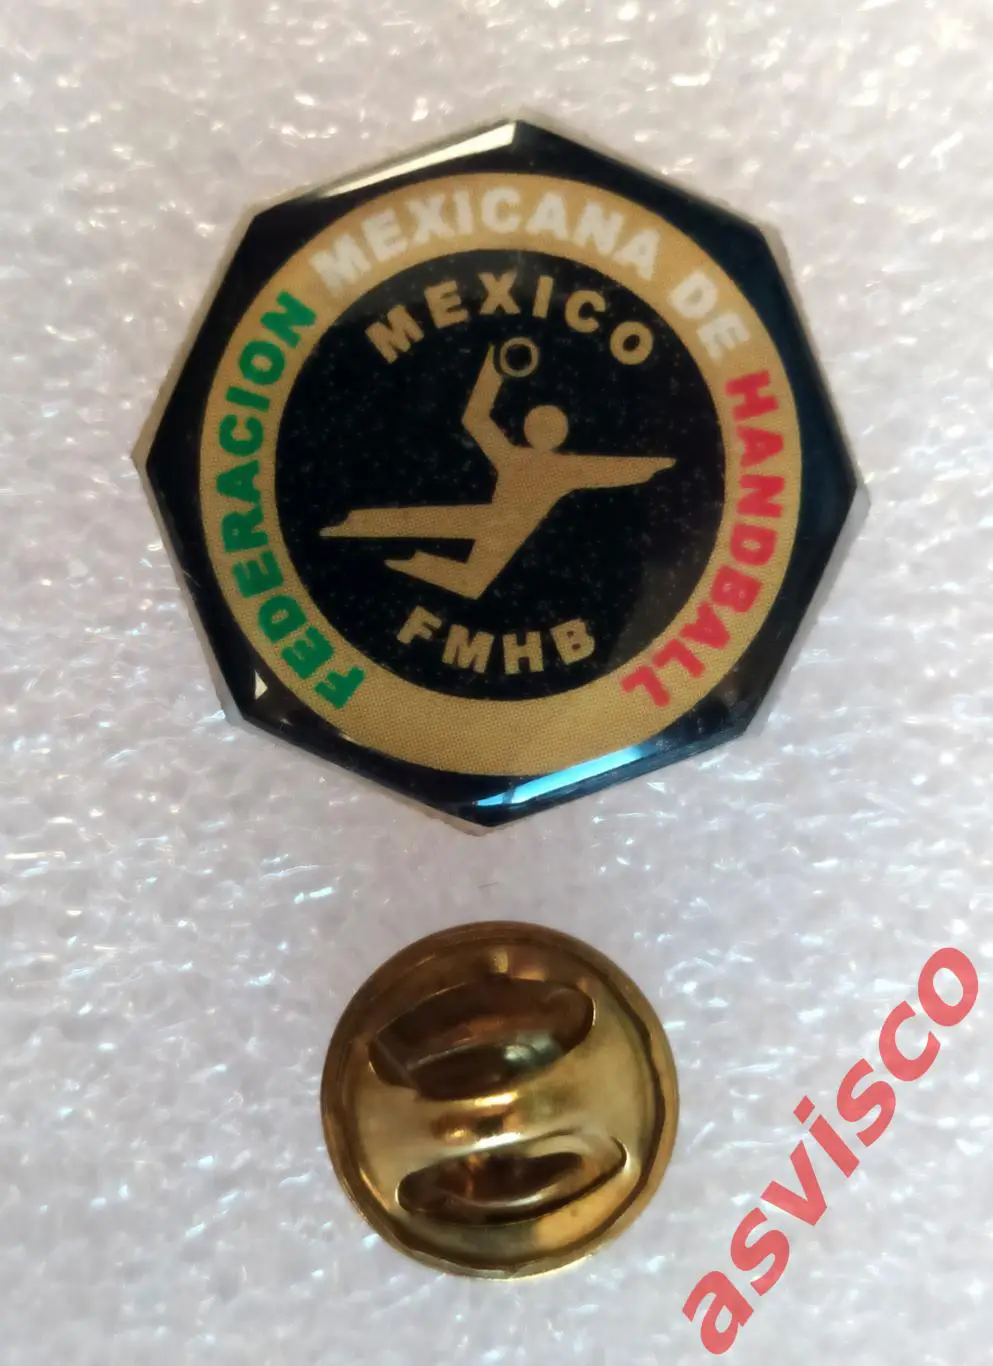 FEDERACION MEXICANA DE HANDBALL
MEXICO
FMHB
asvisco